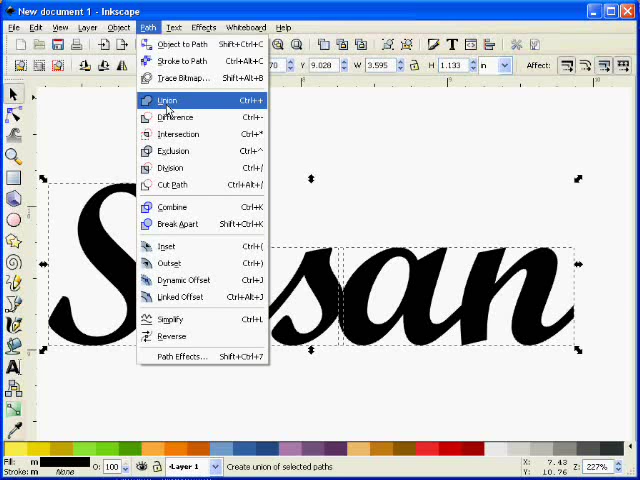 New document 1 - Inkscape
File Edit View Layer Object Path Text Effects Whiteboard Help
70 Y 9.028 W 3.595 H 1.133 in Affect:
Object to Path Shift+Ctrl+C
Stroke to Path Ctrl+Alt+C
Trace Bitmap... Shift+Alt+B
Union Ctrl++
Difference Ctrl+-
Intersection Ctrl+*
Exclusion Ctrl+^
Division Ctrl+/
Cut Path Ctrl+Alt+/
Combine Ctrl+K
Break Apart Shift+Ctrl+K
Inset Ctrl+(
Outset Ctrl+)
Dynamic Offset Ctrl+J
Linked Offset Ctrl+Alt+J
Simplify Ctrl+L
Reverse
Path Effects... Shift+Ctrl+7
S san
Fill: m O: 100 Layer 1 Create union of selected paths X: 7.43 Z: 227%
Stroke: m None Y: 10.76